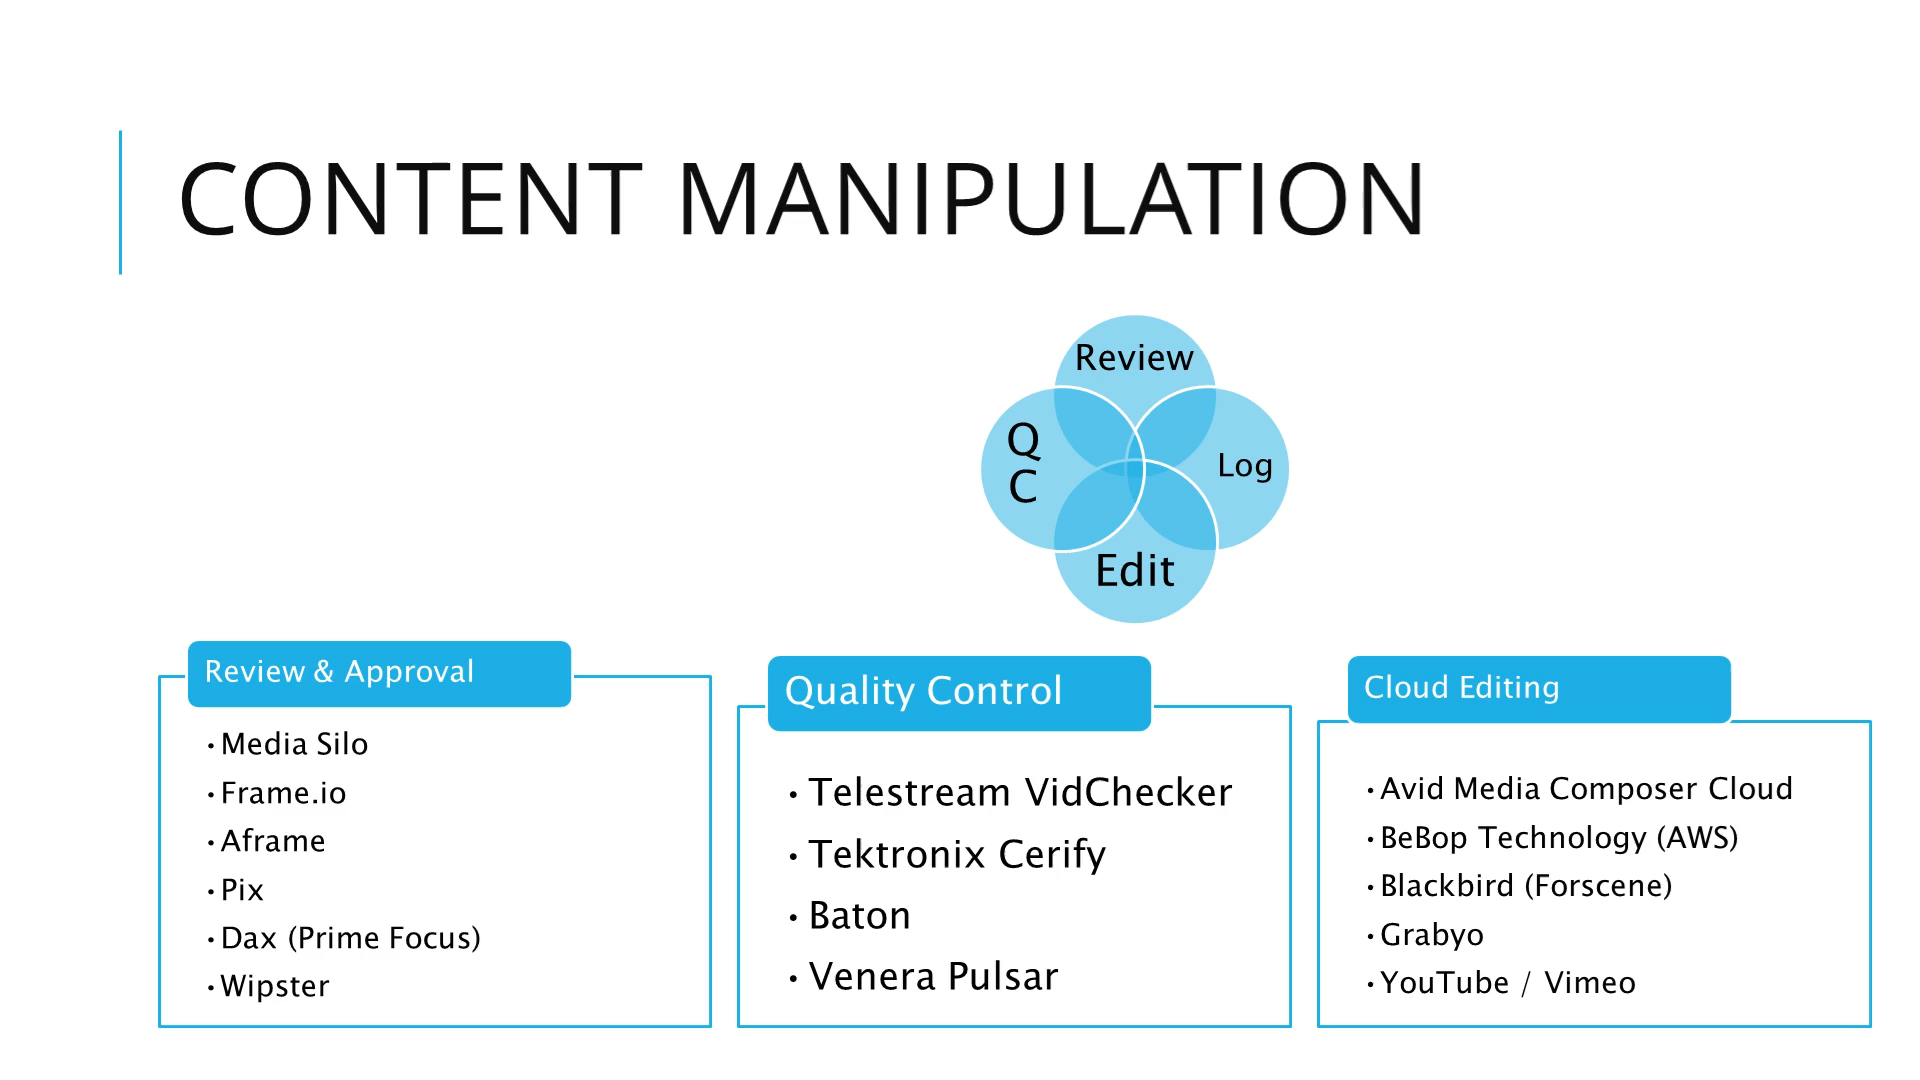 CONTENT MANIPULATION
Review
Q
C
Log
Edit
Review & Approval
• Media Silo
• Frame.io
• Aframe
• Pix
• Dax (Prime Focus)
• Wipster
Quality Control
• Telestream VidChecker
• Tektronix Cerify
• Baton
• Venera Pulsar
Cloud Editing
• Avid Media Composer Cloud
• BeBop Technology (AWS)
• Blackbird (Forscene)
• Grabyo
• YouTube / Vimeo